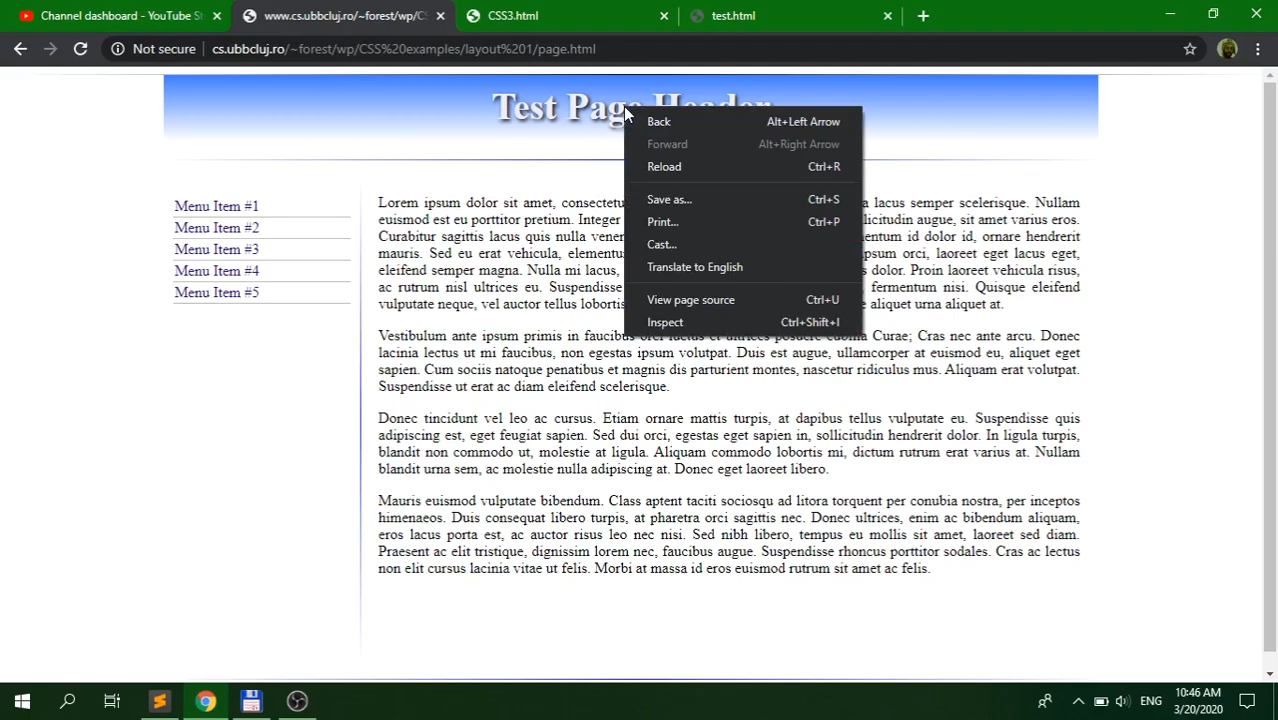 Channel dashboard - YouTube St
www.cs.ubbcluj.ro/~forest/wp/CS
CSS3.html
test.html
Not secure
cs.ubbcluj.ro/~forest/wp/CSS%20examples/layout%201/page.html
Test Page Header
Back Alt+Left Arrow
Forward Alt+Right Arrow
Reload Ctrl+R
Save as... Ctrl+S
Print... Ctrl+P
Cast...
Translate to English
View page source Ctrl+U
Inspect Ctrl+Shift+I
Menu Item #1
Menu Item #2
Menu Item #3
Menu Item #4
Menu Item #5
Lorem ipsum dolor sit amet, consectetu a lacus semper scelerisque. Nullam
euismod est eu porttitor pretium. Integer licitudin augue, sit amet varius eros.
Curabitur sagittis lacus quis nulla venen entum id dolor id, ornare hendrerit
mauris. Sed eu erat vehicula, elementu ipsum orci, laoreet eget lacus eget,
eleifend semper magna. Nulla mi lacus, dolor. Proin laoreet vehicula risus,
ac rutrum nisl ultrices eu. Suspendisse fermentum nisi. Quisque eleifend
vulputate neque, vel auctor tellus loborti aliquet urna aliquet at.
Vestibulum ante ipsum primis in faucibus orci luctus et ultrices posuere cubilia Curae; Cras nec ante arcu. Donec
lacinia lectus ut mi faucibus, non egestas ipsum volutpat. Duis est augue, ullamcorper at euismod eu, aliquet eget
sapien. Cum sociis natoque penatibus et magnis dis parturient montes, nascetur ridiculus mus. Aliquam erat volutpat.
Suspendisse ut erat ac diam eleifend scelerisque.
Donec tincidunt vel leo ac cursus. Etiam ornare mattis turpis, at dapibus tellus vulputate eu. Suspendisse quis
adipiscing est, eget feugiat sapien. Sed dui orci, egestas eget sapien in, sollicitudin hendrerit dolor. In ligula turpis,
blandit non commodo ut, molestie at ligula. Aliquam commodo lobortis mi, dictum rutrum erat varius at. Nullam
blandit urna sem, ac molestie nulla adipiscing at. Donec eget laoreet libero.
Mauris euismod vulputate bibendum. Class aptent taciti sociosqu ad litora torquent per conubia nostra, per inceptos
himenaeos. Duis consequat libero turpis, at pharetra orci sagittis nec. Donec ultrices, enim ac bibendum aliquam,
eros lacus porta est, ac auctor risus leo nec nisi. Sed nibh libero, tempus eu mollis sit amet, laoreet sed diam.
Praesent ac elit tristique, dignissim lorem nec, faucibus augue. Suspendisse rhoncus porttitor sodales. Cras ac lectus
non elit cursus lacinia vitae ut felis. Morbi at massa id eros euismod rutrum sit amet ac felis.
ENG
10:46 AM
3/20/2020